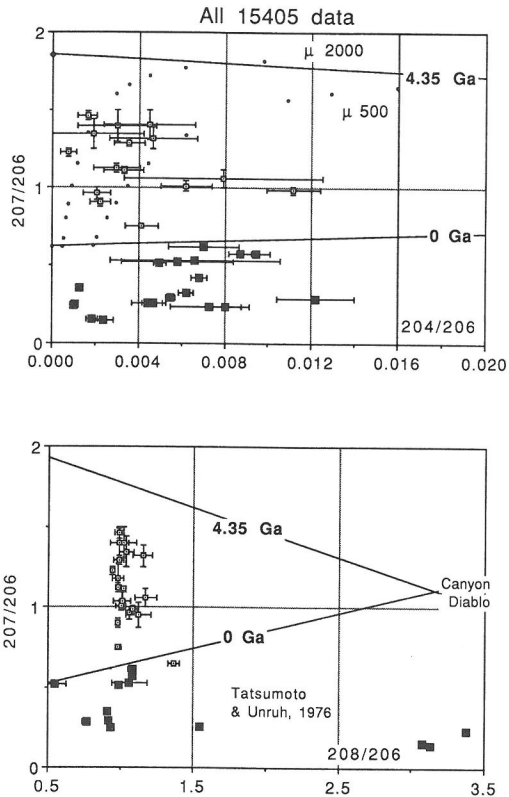 All 15405 data
2
μ 2000
4.35 Ga
μ 500
207/206
1
0 Ga
204/206
0
0.000
0.004
0.008
0.012
0.016
0.020
2
4.35 Ga
Canyon
Diablo
207/206
1
0 Ga
Tatsumoto
& Unruh, 1976
208/206
0
0.5
1.5
2.5
3.5